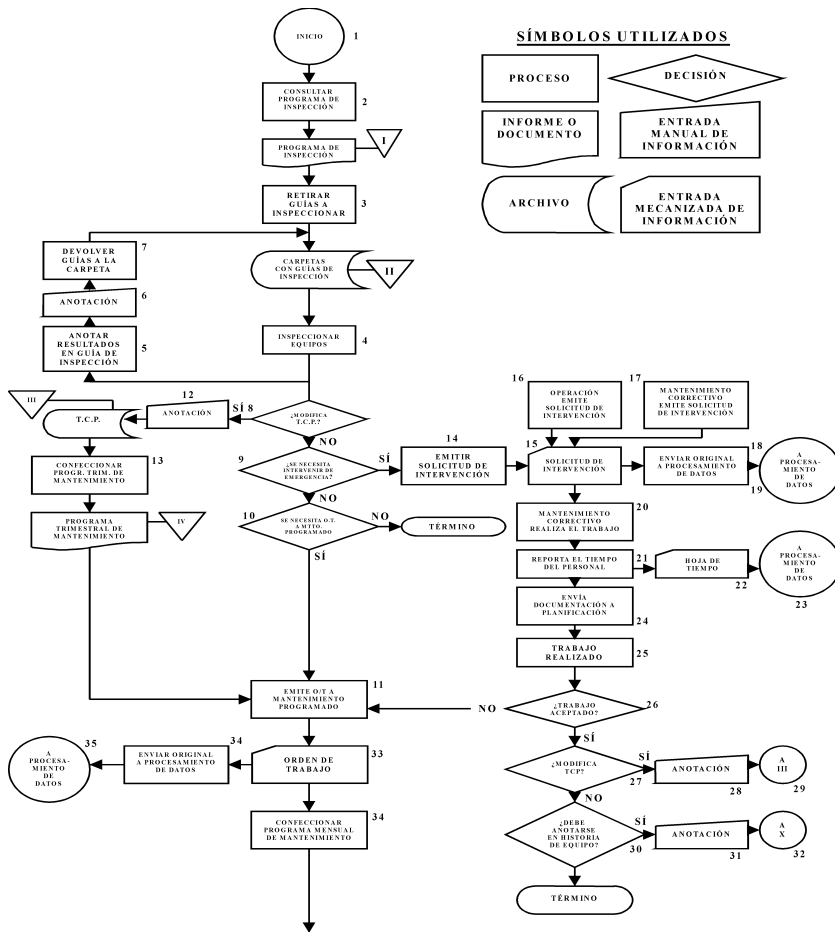 SÍMBOLOS UTILIZADOS
PROCESO
DECISIÓN
INFORME O
DOCUMENTO
ENTRADA
MANUAL DE
INFORMACIÓN
ARCHIVO
ENTRADA
MECANIZADA DE
INFORMACIÓN
INICIO
1
CONSULTAR
PROGRAMA DE
INSPECCIÓN
2
PROGRAMA DE
INSPECCIÓN
I
RETIRAR
GUÍAS A
INSPECCIONAR
3
CARPETAS
CON GUÍAS DE
INSPECCIÓN
II
INSPECCIONAR
EQUIPOS
4
DEVOLVER
GUÍAS A LA
CARPETA
7
ANOTACIÓN
6
ANOTAR
RESULTADOS
EN GUÍA DE
INSPECCIÓN
5
¿MODIFICA
T.C.P.?
SÍ 8
NO
12
ANOTACIÓN
III
T.C.P.
CONFECCIONAR
PROGR. TRIM. DE
MANTENIMIENTO
13
PROGRAMA
TRIMESTRAL DE
MANTENIMIENTO
IV
9
¿SE NECESITA
INTERVENIR DE
EMERGENCIA?
SÍ
NO
10
SE NECESITA O.T.
A MTTO.
PROGRAMADO
NO
TÉRMINO
SÍ
14
EMITIR
SOLICITUD DE
INTERVENCIÓN
16
OPERACIÓN
EMITE
SOLICITUD DE
INTERVENCIÓN
17
MANTENIMIENTO
CORRECTIVO
EMITE SOLICITUD
DE INTERVENCIÓN
15
SOLICITUD DE
INTERVENCIÓN
18
ENVIAR ORIGINAL
A PROCESAMIENTO
DE DATOS
A
PROCESA-
MIENTO
DE
DATOS
19
MANTENIMIENTO
CORRECTIVO
REALIZA EL TRABAJO
20
REPORTA EL TIEMPO
DEL PERSONAL
21
HOJA DE
TIEMPO
22
A
PROCESA-
MIENTO
DE
DATOS
23
ENVÍA
DOCUMENTACIÓN A
PLANIFICACIÓN
24
TRABAJO
REALIZADO
25
¿TRABAJO
ACEPTADO?
26
NO
SÍ
EMITE O/T A
MANTENIMIENTO
PROGRAMADO
11
ORDEN DE
TRABAJO
33
34
ENVIAR ORIGINAL
A PROCESAMIENTO
DE DATOS
35
A
PROCESA-
MIENTO
DE
DATOS
CONFECCIONAR
PROGRAMA MENSUAL
DE MANTENIMIENTO
34
¿MODIFICA
TCP?
27
SÍ
NO
ANOTACIÓN
28
A
III
29
¿DEBE
ANOTARSE
EN HISTORIA
DE EQUIPO?
30
SÍ
ANOTACIÓN
31
A
X
32
TÉRMINO